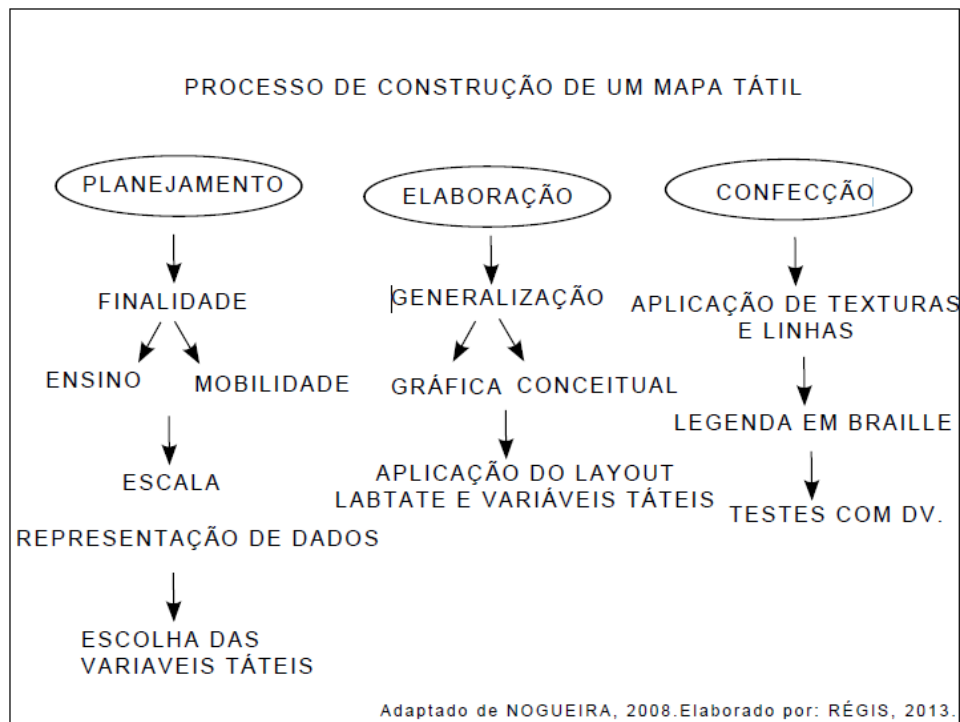 PROCESSO DE CONSTRUÇÃO DE UM MAPA TÁTIL
PLANEJAMENTO
FINALIDADE
ENSINO
MOBILIDADE
ESCALA
REPRESENTAÇÃO DE DADOS
ESCOLHA DAS
VARIAVEIS TÁTEIS
ELABORAÇÃO
GENERALIZAÇÃO
GRÁFICA
CONCEITUAL
APLICAÇÃO DO LAYOUT
LABTATE E VARIÁVEIS TÁTEIS
CONFECÇÃO
APLICAÇÃO DE TEXTURAS
E LINHAS
LEGENDA EM BRAILLE
TESTES COM DV.
Adaptado de NOGUEIRA, 2008.Elaborado por: RÉGIS, 2013.